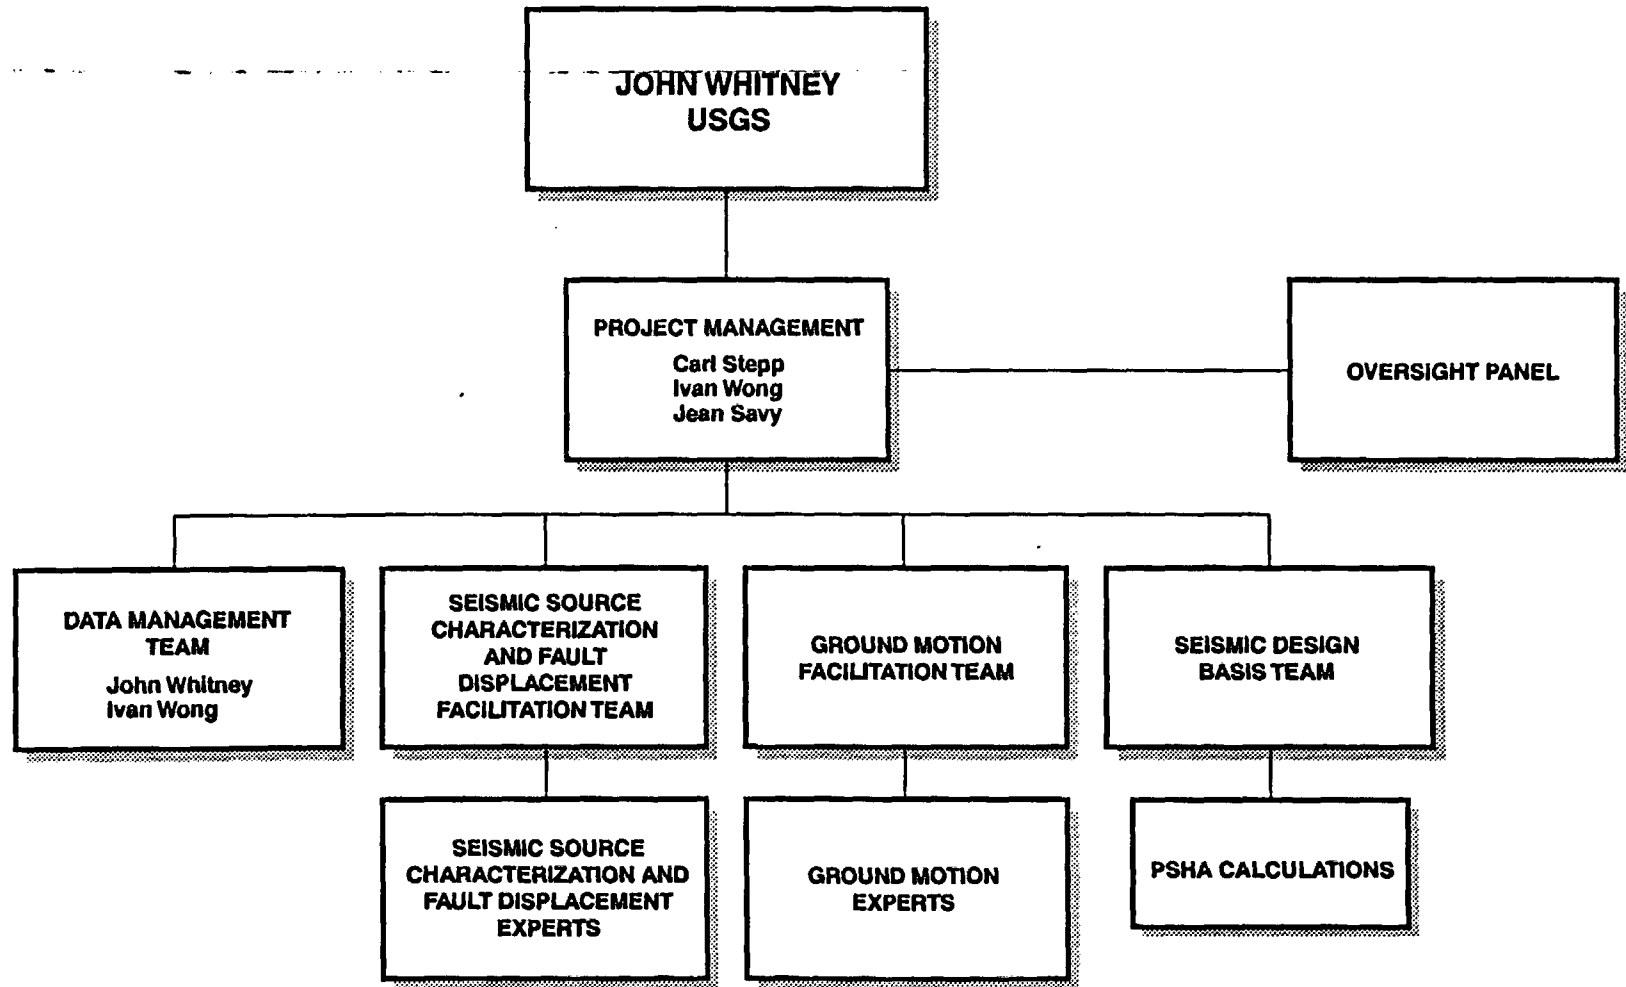 JOHN WHITNEY
USGS
PROJECT MANAGEMENT
Carl Stepp
Ivan Wong
Jean Savy
OVERSIGHT PANEL
DATA MANAGEMENT
TEAM
John Whitney
Ivan Wong
SEISMIC SOURCE
CHARACTERIZATION
AND FAULT
DISPLACEMENT
FACILITATION TEAM
GROUND MOTION
FACILITATION TEAM
SEISMIC DESIGN
BASIS TEAM
SEISMIC SOURCE
CHARACTERIZATION AND
FAULT DISPLACEMENT
EXPERTS
GROUND MOTION
EXPERTS
PSHA CALCULATIONS